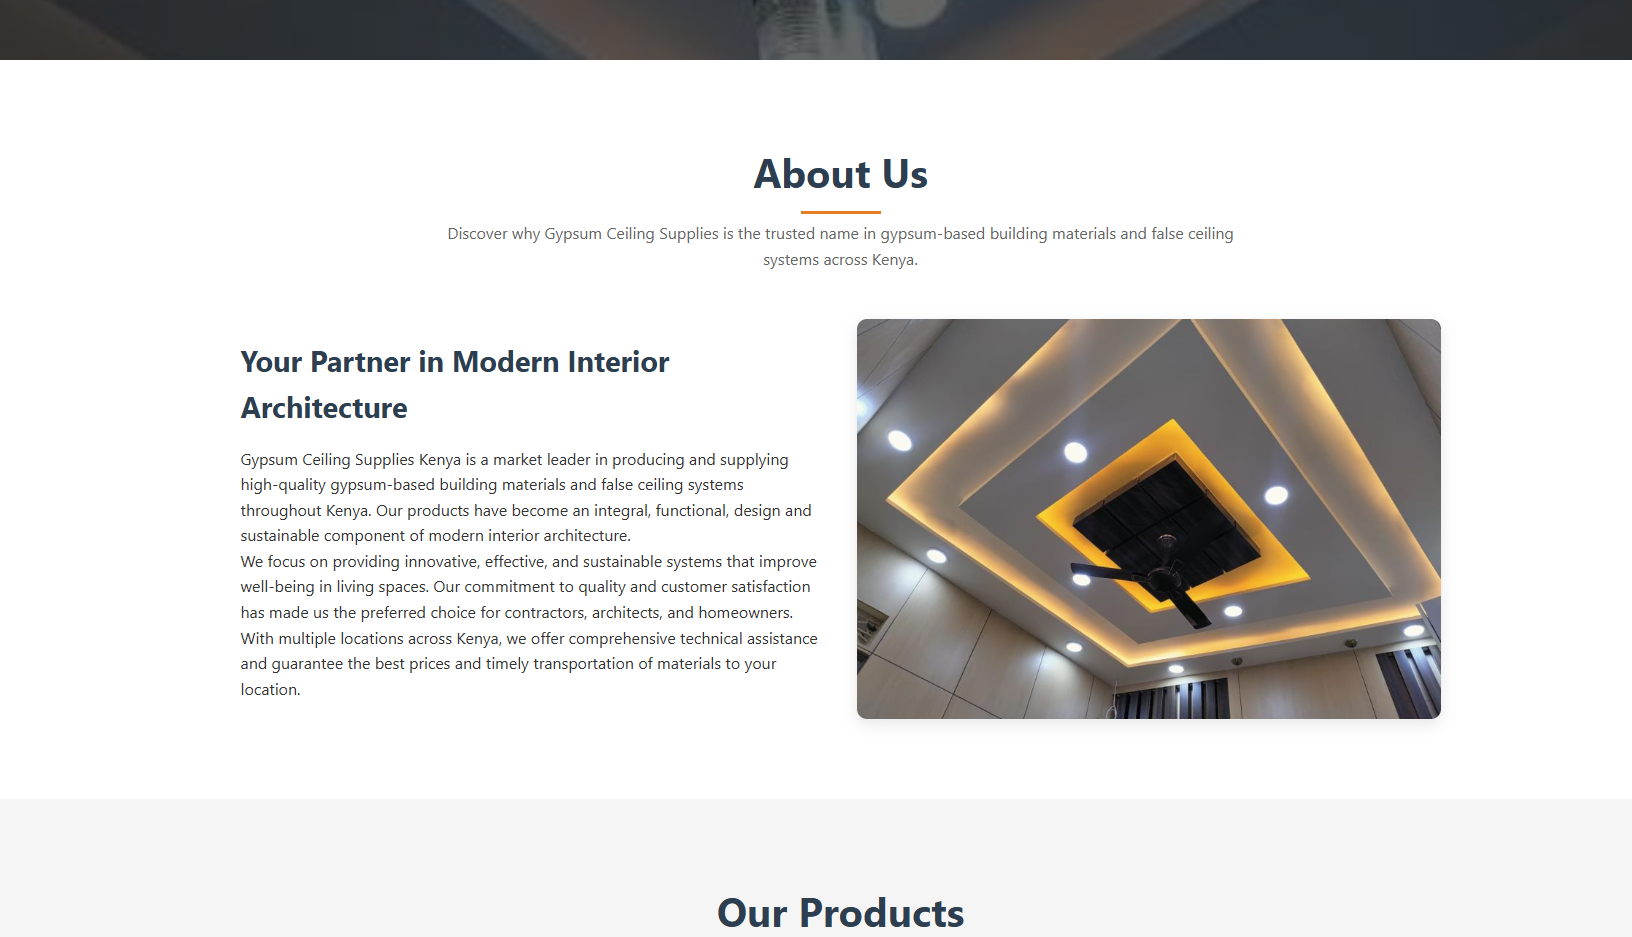 About Us
Discover why Gypsum Ceiling Supplies is the trusted name in gypsum-based building materials and false ceiling
systems across Kenya.
Your Partner in Modern Interior
Architecture
Gypsum Ceiling Supplies Kenya is a market leader in producing and supplying
high-quality gypsum-based building materials and false ceiling systems
throughout Kenya. Our products have become an integral, functional, design and
sustainable component of modern interior architecture.
We focus on providing innovative, effective, and sustainable systems that improve
well-being in living spaces. Our commitment to quality and customer satisfaction
has made us the preferred choice for contractors, architects, and homeowners.
With multiple locations across Kenya, we offer comprehensive technical assistance
and guarantee the best prices and timely transportation of materials to your
location.
Our Products